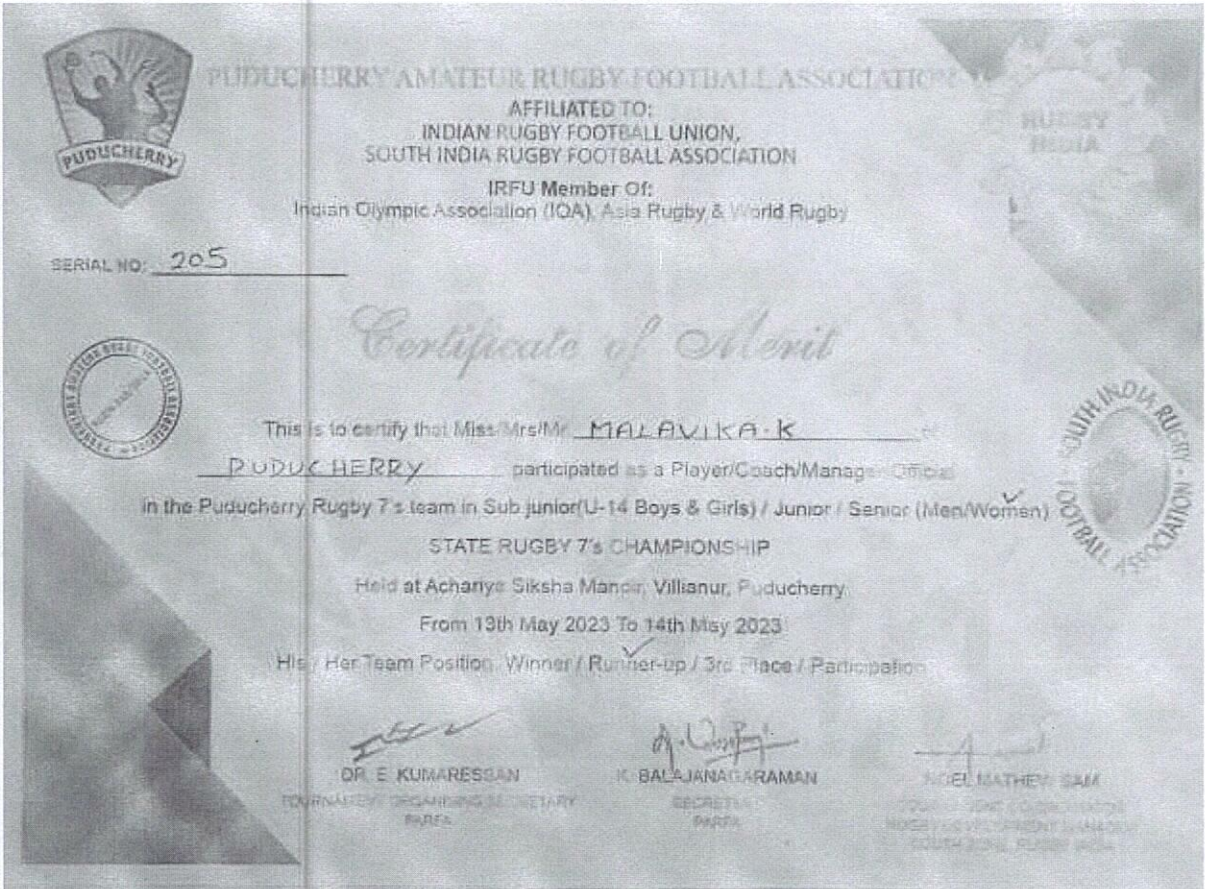 PUDUCHERRY
PUDUCHERRY AMATEUR RUGBY FOOTBALL ASSOCIATION
AFFILIATED TO:
INDIAN RUGBY FOOTBALL UNION,
SOUTH INDIA RUGBY FOOTBALL ASSOCIATION
IRFU Member Of:
Indian Olympic Association (IOA), Asia Rugby & World Rugby
RUGBY
INDIA
SERIAL NO: 205
Certificate of Merit
SOUTH INDIA RUGBY FOOTBALL ASSOCIATION
This is to certify that Miss/Mrs/Mr MALAVIKA.K of
PUDUCHERRY participated as a Player/Coach/Manager Official
in the Puducherry Rugby 7's team in Sub junior(U-14 Boys & Girls) / Junior / Senior (Men/Women)
STATE RUGBY 7's CHAMPIONSHIP
Held at Achariya Siksha Mandir, Villianur, Puducherry
From 13th May 2023 To 14th May 2023
His / Her Team Position: Winner / Runner-up / 3rd Place / Participation
DR. E. KUMARESSAN
TOURNAMENT ORGANISING SECRETARY
PARFA
K. BALAJANAGARAMAN
SECRETARY
PARFA
NOEL MATHEW SAM
SOUTH ZONE, RUGBY INDIA